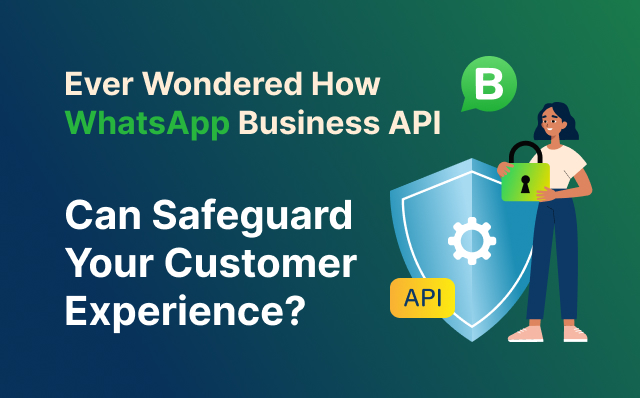 Ever Wondered How
WhatsApp Business API
B
Can Safeguard
Your Customer
Experience?
API